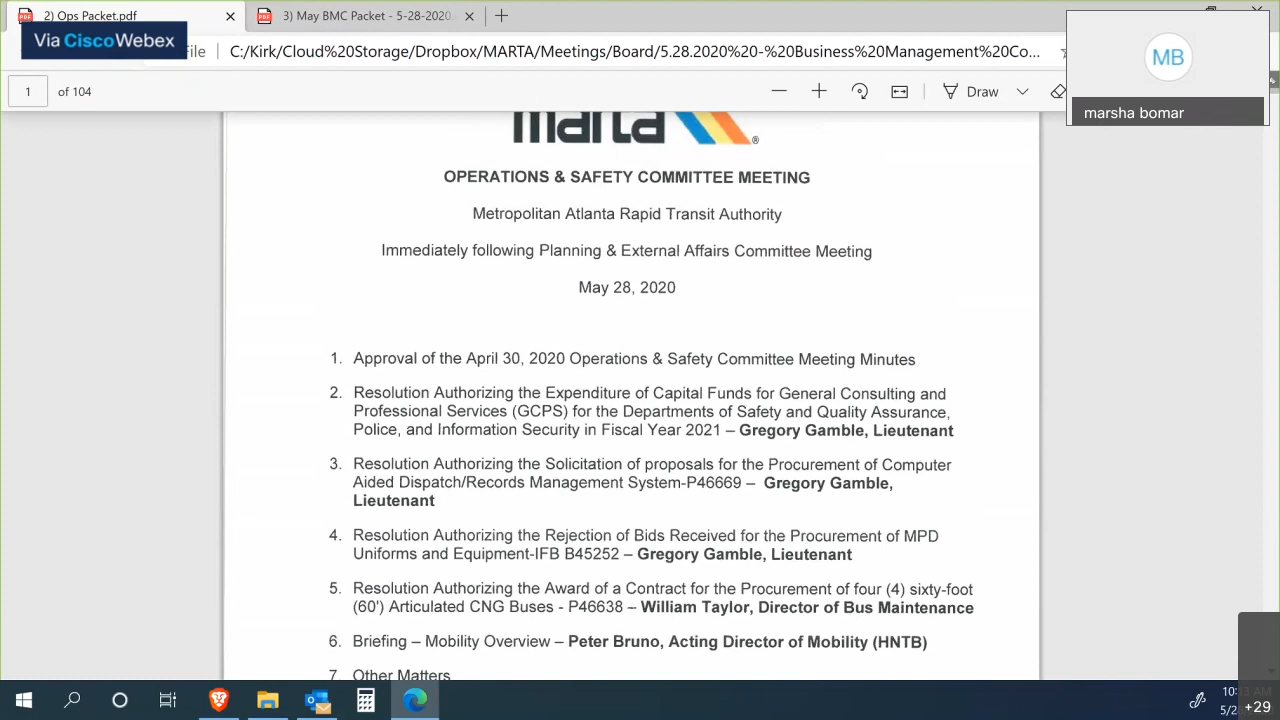 2) Ops Packet.pdf
3) May BMC Packet - 5-28-2020
Via Cisco Webex
File
C:/Kirk/Cloud%20Storage/Dropbox/MARTA/Meetings/Board/5.28.2020%20-%20Business%20Management%20Co...
1 of 104
Draw
MB
marsha bomar
marta ®
OPERATIONS & SAFETY COMMITTEE MEETING
Metropolitan Atlanta Rapid Transit Authority
Immediately following Planning & External Affairs Committee Meeting
May 28, 2020
1. Approval of the April 30, 2020 Operations & Safety Committee Meeting Minutes
2. Resolution Authorizing the Expenditure of Capital Funds for General Consulting and
Professional Services (GCPS) for the Departments of Safety and Quality Assurance,
Police, and Information Security in Fiscal Year 2021 – Gregory Gamble, Lieutenant
3. Resolution Authorizing the Solicitation of proposals for the Procurement of Computer
Aided Dispatch/Records Management System-P46669 – Gregory Gamble,
Lieutenant
4. Resolution Authorizing the Rejection of Bids Received for the Procurement of MPD
Uniforms and Equipment-IFB B45252 – Gregory Gamble, Lieutenant
5. Resolution Authorizing the Award of a Contract for the Procurement of four (4) sixty-foot
(60') Articulated CNG Buses - P46638 – William Taylor, Director of Bus Maintenance
6. Briefing – Mobility Overview – Peter Bruno, Acting Director of Mobility (HNTB)
7. Other Matters
+29